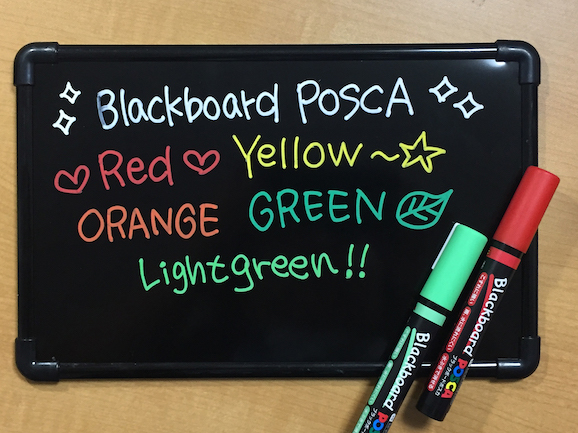 Blackboard POSCA
Red Yellow ~
ORANGE GREEN
Lightgreen!!
Blackboard POSCA
Blackboard POSCA